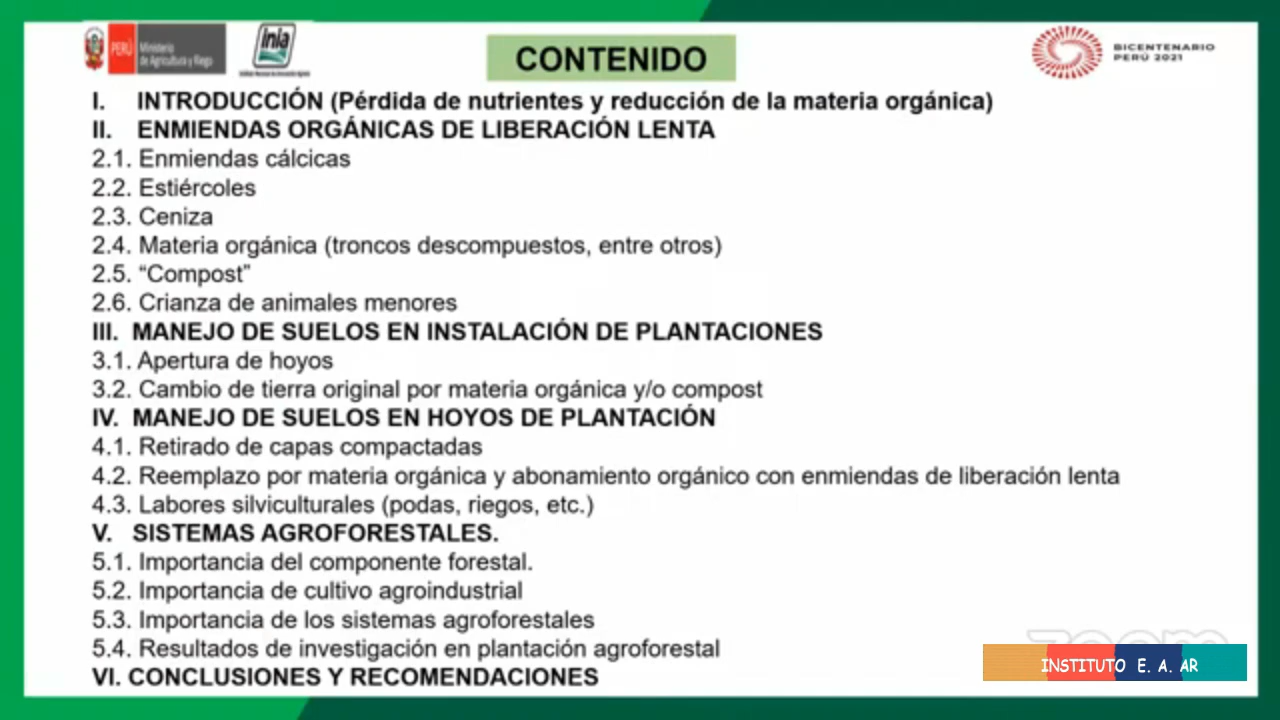 PERÚ
Ministerio
de Agricultura y Riego
inia
Instituto Nacional de Innovación Agraria
CONTENIDO
BICENTENARIO
PERÚ 2021
I. INTRODUCCIÓN (Pérdida de nutrientes y reducción de la materia orgánica)
II. ENMIENDAS ORGÁNICAS DE LIBERACIÓN LENTA
2.1. Enmiendas cálcicas
2.2. Estiércoles
2.3. Ceniza
2.4. Materia orgánica (troncos descompuestos, entre otros)
2.5. “Compost”
2.6. Crianza de animales menores
III. MANEJO DE SUELOS EN INSTALACIÓN DE PLANTACIONES
3.1. Apertura de hoyos
3.2. Cambio de tierra original por materia orgánica y/o compost
IV. MANEJO DE SUELOS EN HOYOS DE PLANTACIÓN
4.1. Retirado de capas compactadas
4.2. Reemplazo por materia orgánica y abonamiento orgánico con enmiendas de liberación lenta
4.3. Labores silviculturales (podas, riegos, etc.)
V. SISTEMAS AGROFORESTALES.
5.1. Importancia del componente forestal.
5.2. Importancia de cultivo agroindustrial
5.3. Importancia de los sistemas agroforestales
5.4. Resultados de investigación en plantación agroforestal
VI. CONCLUSIONES Y RECOMENDACIONES
zoom
INSTITUTO E. A. AR